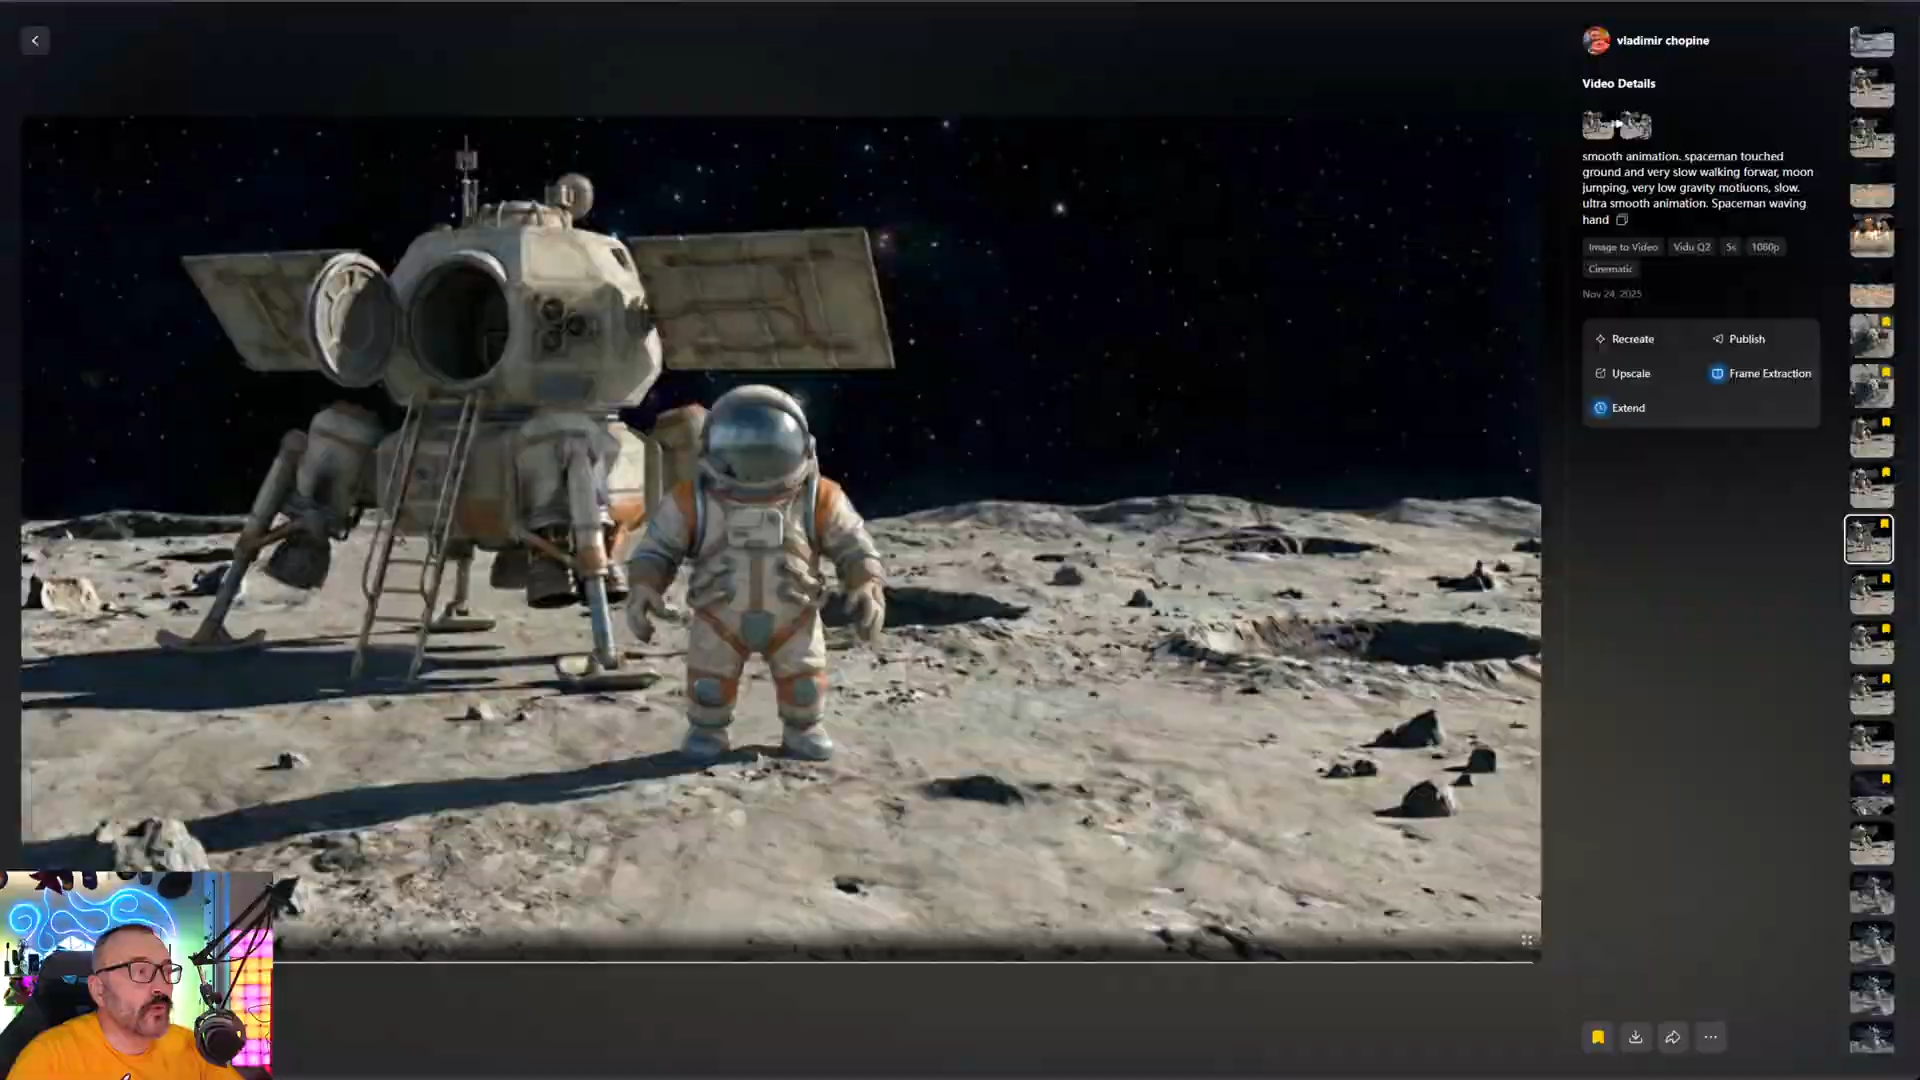 vladimir chopine
Video Details
smooth animation. spaceman touched
ground and very slow walking forwar, moon
jumping, very low gravity motiuons, slow.
ultra smooth animation. Spaceman waving
hand
Image to Video
Vidu Q2
5s
1080p
Cinematic
Nov 24, 2025
Recreate
Publish
Upscale
Frame Extraction
Extend